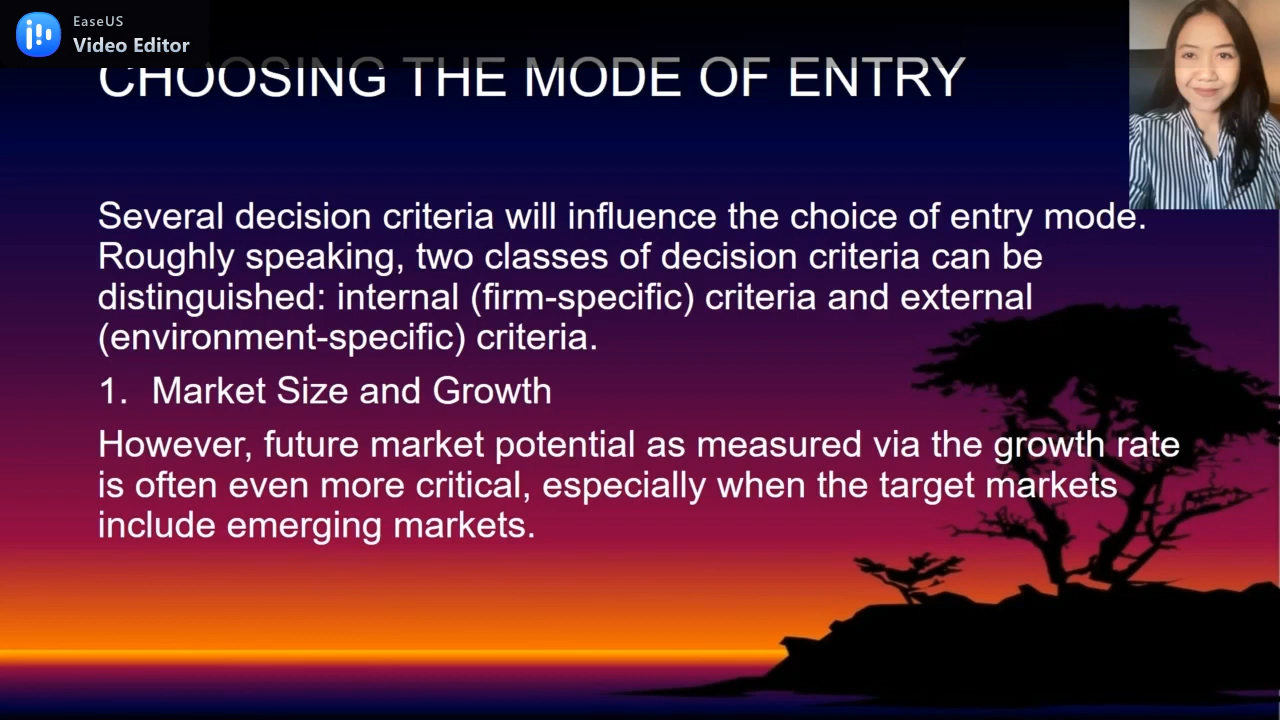 EaseUS
Video Editor
CHOOSING THE MODE OF ENTRY
Several decision criteria will influence the choice of entry mode.
Roughly speaking, two classes of decision criteria can be
distinguished: internal (firm-specific) criteria and external
(environment-specific) criteria.
1. Market Size and Growth
However, future market potential as measured via the growth rate
is often even more critical, especially when the target markets
include emerging markets.